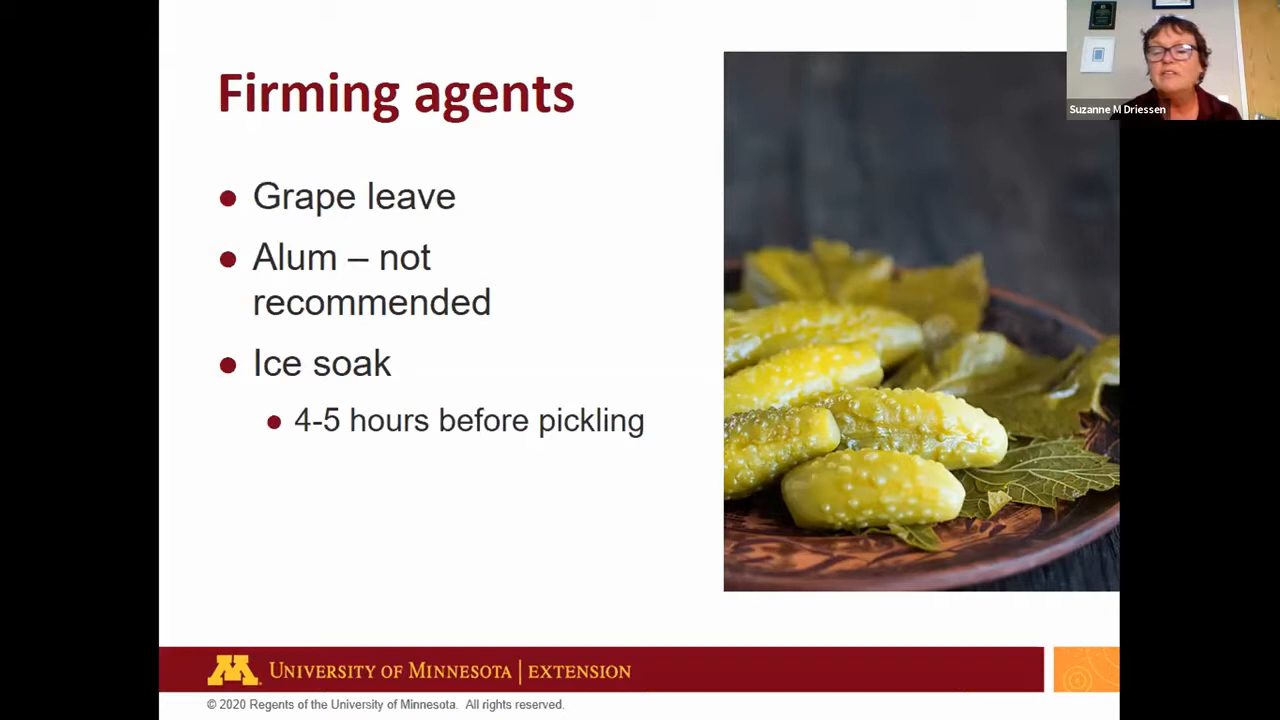 Firming agents
Grape leave
Alum – not
recommended
Ice soak
4-5 hours before pickling
Suzanne M Driessen
M
UNIVERSITY OF MINNESOTA | EXTENSION
© 2020 Regents of the University of Minnesota. All rights reserved.